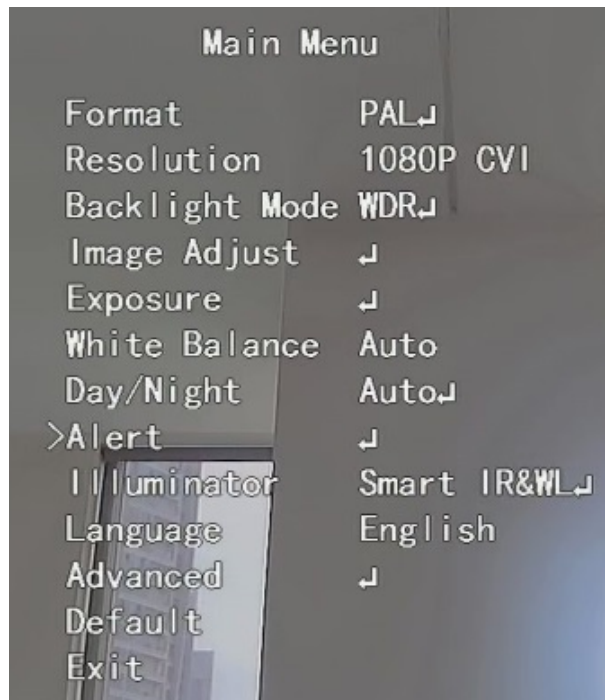 Main Menu
Format PAL↵
Resolution 1080P CVI
Backlight Mode WDR↵
Image Adjust ↵
Exposure ↵
White Balance Auto
Day/Night Auto↵
>Alert ↵
Illuminator Smart IR&WL↵
Language English
Advanced ↵
Default
Exit